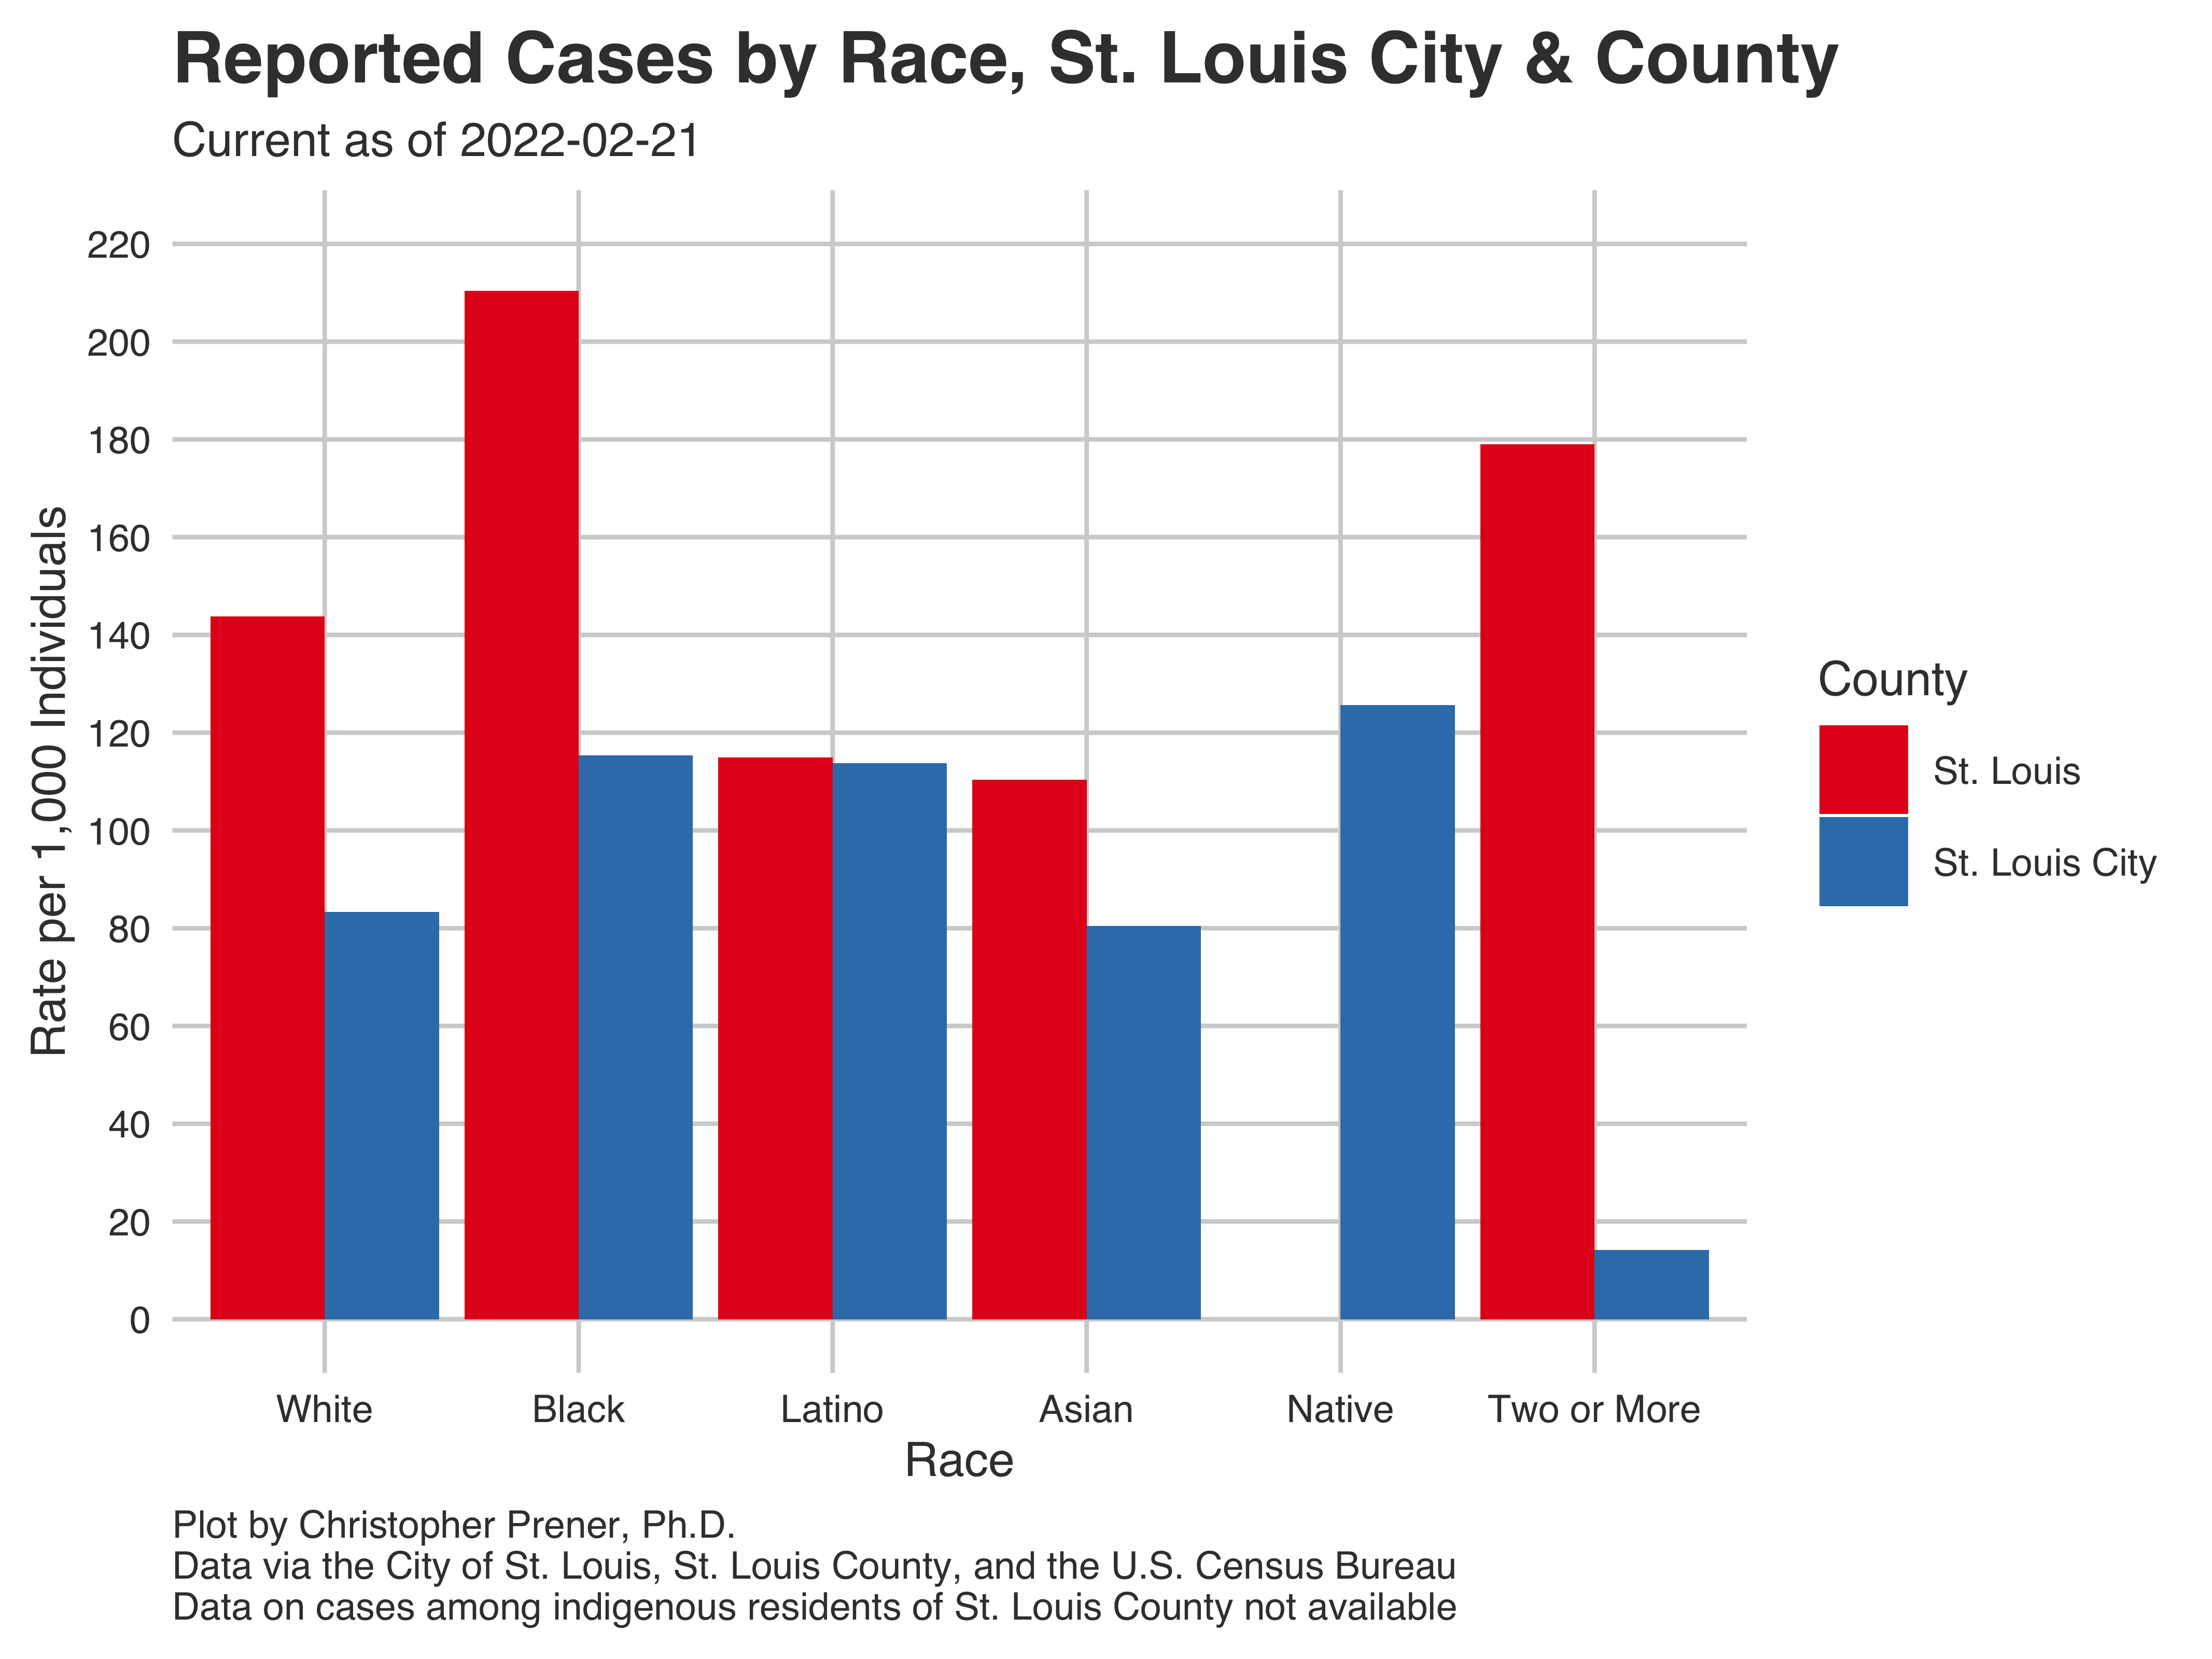 Reported Cases by Race, St. Louis City & County
Current as of 2022-02-21
Rate per 1,000 Individuals
220
200
180
160
140
120
100
80
60
40
20
0
White
Black
Latino
Asian
Native
Two or More
Race
County
St. Louis
St. Louis City
Plot by Christopher Prener, Ph.D.
Data via the City of St. Louis, St. Louis County, and the U.S. Census Bureau
Data on cases among indigenous residents of St. Louis County not available